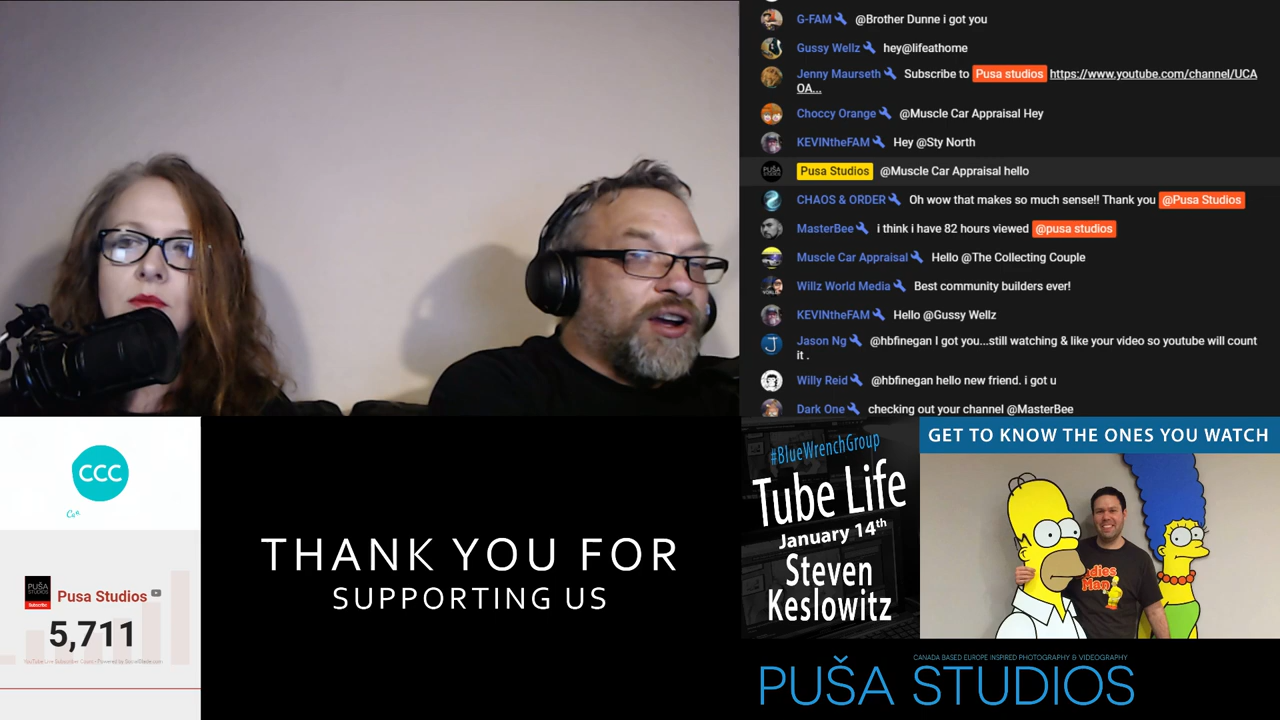 G-FAM @Brother Dunne i got you
Gussy Wellz hey@lifeathome
Jenny Maurseth Subscribe to Pusa studios https://www.youtube.com/channel/UCA
OA...
Choccy Orange @Muscle Car Appraisal Hey
KEVINtheFAM Hey @Sty North
Pusa Studios @Muscle Car Appraisal hello
CHAOS & ORDER Oh wow that makes so much sense!! Thank you @Pusa Studios
MasterBee i think i have 82 hours viewed @pusa studios
Muscle Car Appraisal Hello @The Collecting Couple
Willz World Media Best community builders ever!
KEVINtheFAM Hello @Gussy Wellz
Jason Ng @hbfinegan I got you...still watching & like your video so youtube will count
it .
Willy Reid @hbfinegan hello new friend. i got u
Dark One checking out your channel @MasterBee
CCC
PUŠA
STUDIOS
Subscribe
Pusa Studios
5,711
THANK YOU FOR
SUPPORTING US
#BlueWrenchGroup
Tube Life
January 14th
Steven
Keslowitz
GET TO KNOW THE ONES YOU WATCH
CANADA BASED EUROPE INSPIRED PHOTOGRAPHY & VIDEOGRAPHY
PUŠA STUDIOS